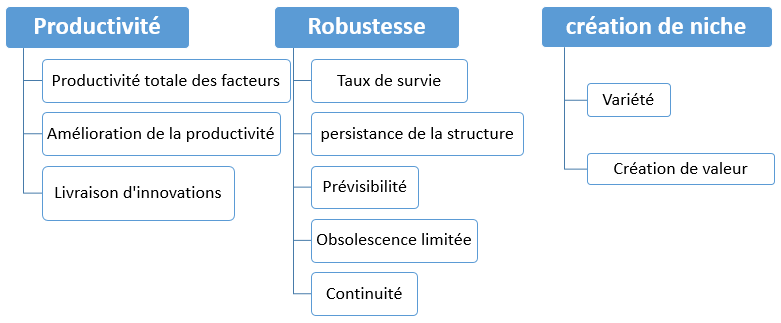 Productivité
Productivité totale des facteurs
Amélioration de la productivité
Livraison d'innovations
Robustesse
Taux de survie
persistance de la structure
Prévisibilité
Obsolescence limitée
Continuité
création de niche
Variété
Création de valeur